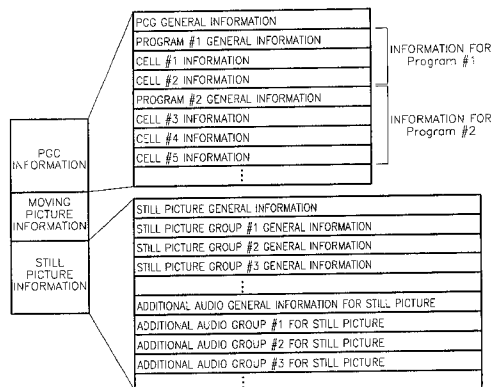 PCG GENERAL INFORMATION
PROGRAM #1 GENERAL INFORMATION
CELL #1 INFORMATION
CELL #2 INFORMATION
PROGRAM #2 GENERAL INFORMATION
CELL #3 INFORMATION
CELL #4 INFORMATION
CELL #5 INFORMATION
INFORMATION FOR
Program #1
INFORMATION FOR
Program #2
PGC
INFORMATION
MOVING
PICTURE
INFORMATION
STILL
PICTURE
INFORMATION
STILL PICTURE GENERAL INFORMATION
STILL PICTURE GROUP #1 GENERAL INFORMATION
STILL PICTURE GROUP #2 GENERAL INFORMATION
STILL PICTURE GROUP #3 GENERAL INFORMATION
ADDITIONAL AUDIO GENERAL INFORMATION FOR STILL PICTURE
ADDITIONAL AUDIO GROUP #1 FOR STILL PICTURE
ADDITIONAL AUDIO GROUP #2 FOR STILL PICTURE
ADDITIONAL AUDIO GROUP #3 FOR STILL PICTURE